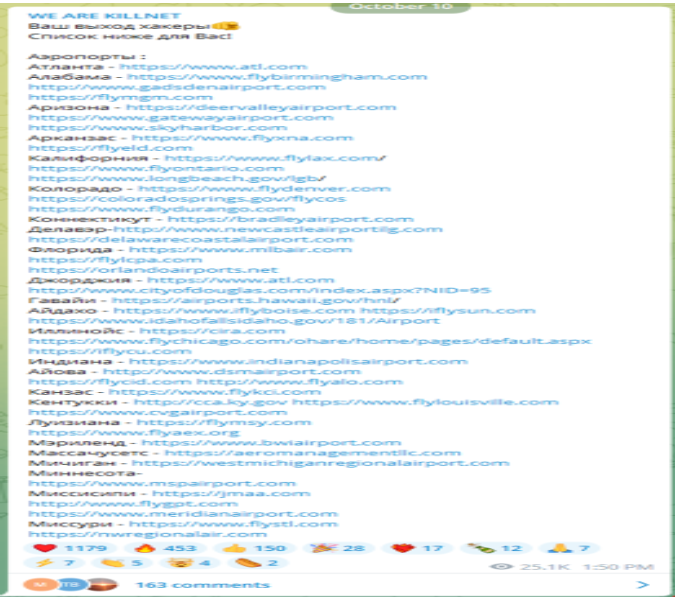 October 10
WE ARE KILLNET
Ваш выход хакеры
Список ниже для Вас!
Аэропорты :
Атланта - https://www.atl.com
Алабама - https://www.flybirmingham.com
http://www.gadsdenairport.com
https://flymgm.com
Аризона - https://deervalleyairport.com
https://www.gatewayairport.com
https://www.skyharbor.com
Арканзас - https://www.flyxna.com
https://flyeld.com
Калифорния - https://www.flylax.com/
https://www.flyontario.com
https://www.longbeach.gov/lgb/
Колорадо - https://www.flydenver.com
https://coloradosprings.gov/flycos
https://www.flydurango.com
Коннектикут - https://bradleyairport.com
Делавэр-http://www.newcastleairportilg.com
https://delawarecoastalairport.com
Флорида - https://www.mlbair.com
https://flylcpa.com
https://orlandoairports.net
Джорджия - https://www.atl.com
http://www.cityofdouglas.com/index.aspx?NID=95
Гавайи - https://airports.hawaii.gov/hnl/
Айдахо - https://www.iflyboise.com https://iflysun.com
https://www.idahofallsidaho.gov/181/Airport
Иллинойс - https://cira.com
https://www.flychicago.com/ohare/home/pages/default.aspx
https://iflycu.com
Индиана - https://www.indianapolisairport.com
Айова - http://www.dsmairport.com
https://flycid.com http://www.flyalo.com
Канзас - https://www.flykci.com
Кентукки - http://cca.ky.gov https://www.flylouisville.com
https://www.cvgairport.com
Луизиана - https://flymsy.com
https://www.flyaex.org
Мэриленд - https://www.bwiairport.com
Массачусетс - https://aeromanagementllc.com
Мичиган - https://westmichiganregionalairport.com
Миннесота-
https://www.mspairport.com
Миссисипи - https://jmaa.com
http://www.flygpt.com
https://www.meridianairport.com
Миссури - https://www.flystl.com
https://nwregionalair.com
1179 453 150 28 17 12 7
7 5 4 2
25.1K 1:50 PM
M TB 163 comments